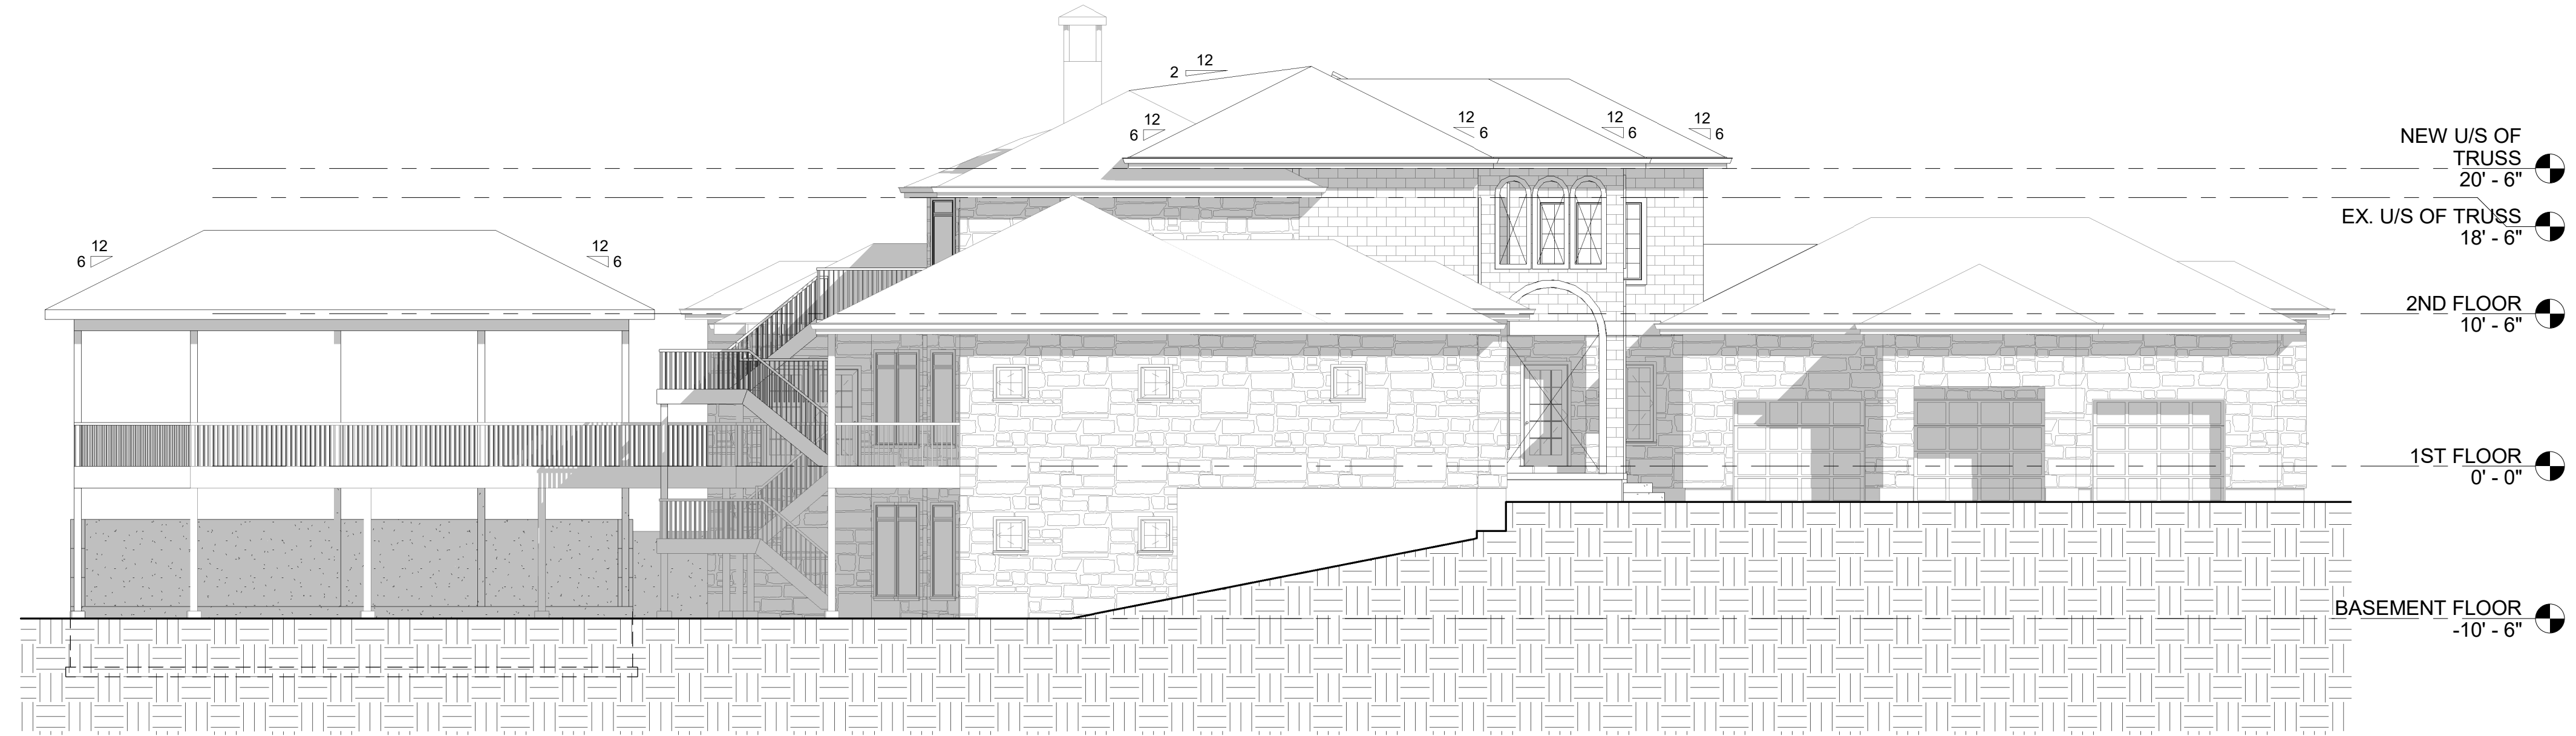 12
2
12
6
12
6
12
6
12
6
12
6
12
6
NEW U/S OF
TRUSS
20' - 6"
EX. U/S OF TRUSS
18' - 6"
2ND FLOOR
10' - 6"
1ST FLOOR
0' - 0"
BASEMENT FLOOR
-10' - 6"